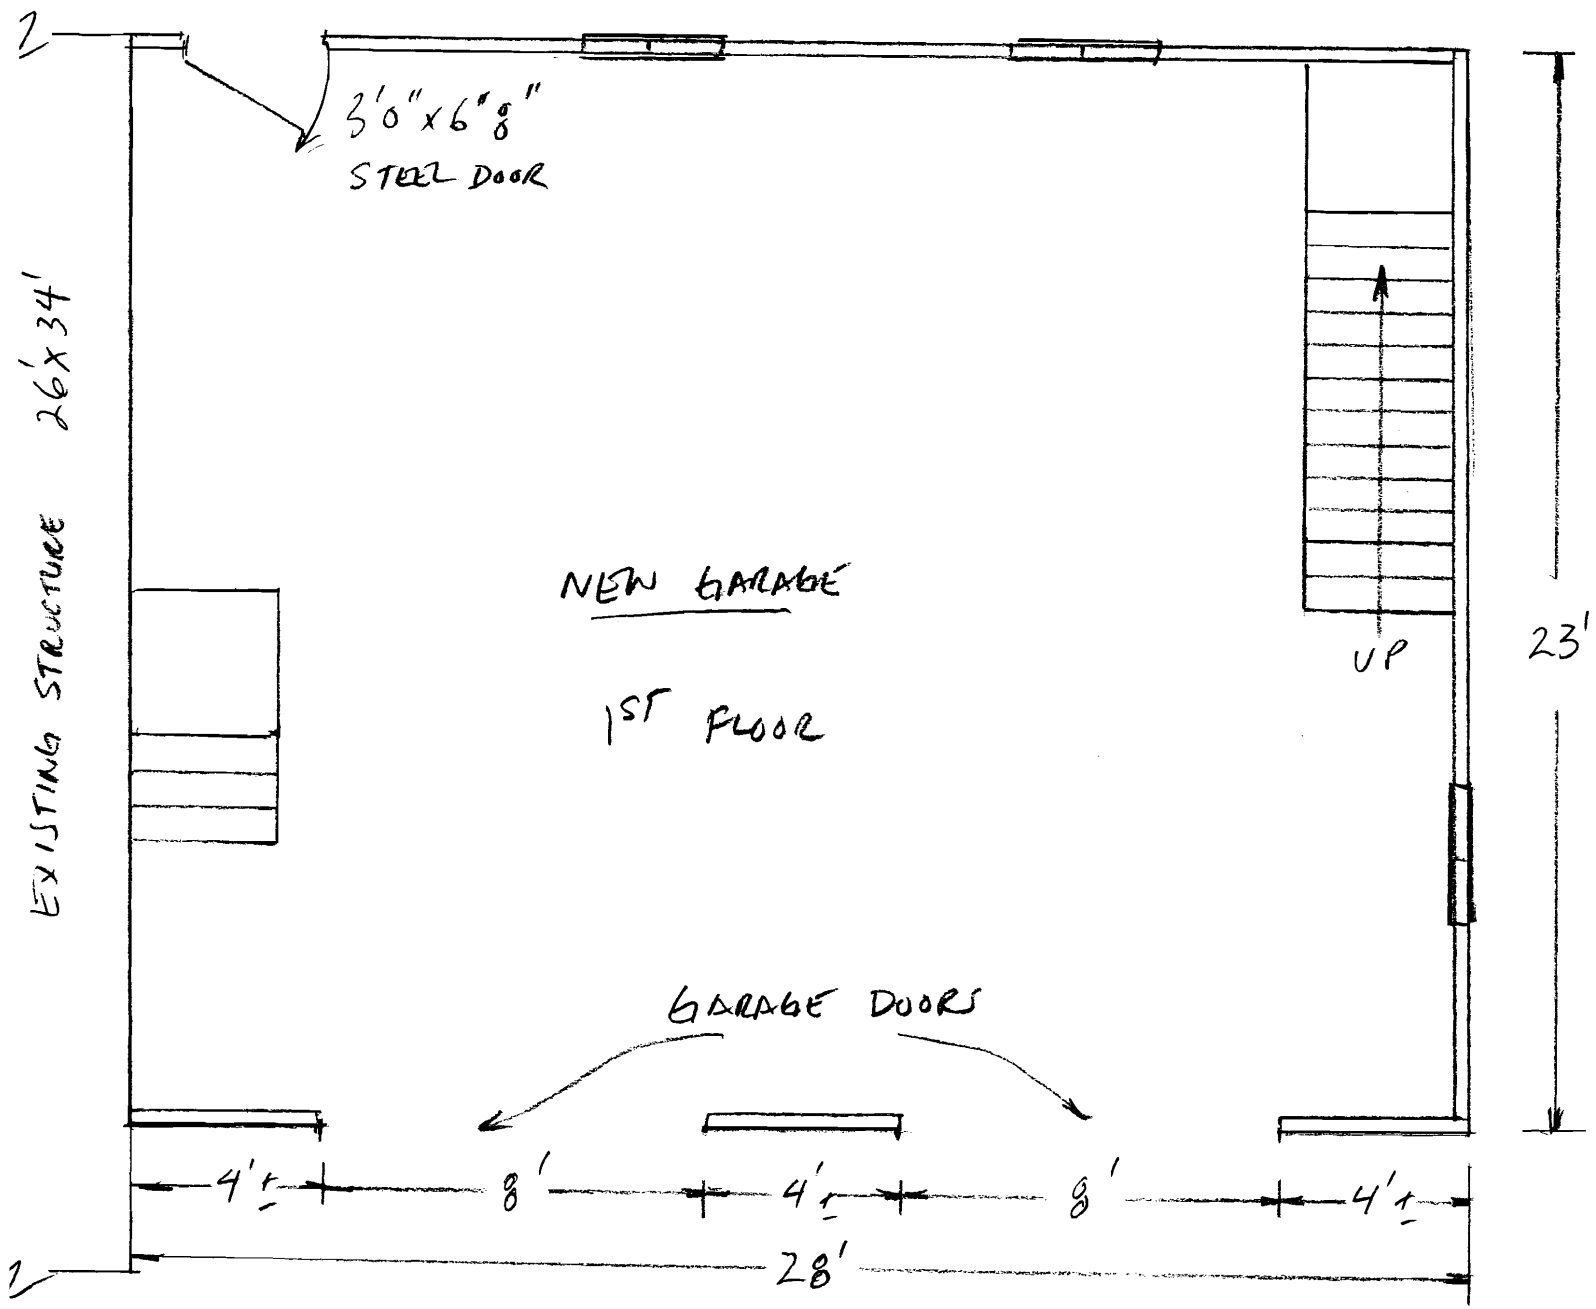 3'0" x 6"8"
STEEL DOOR
EXISTING STRUCTURE 26' x 34'
NEW GARAGE
1ST FLOOR
UP
23'
GARAGE DOORS
4'± 8' 4'± 8' 4'±
28'